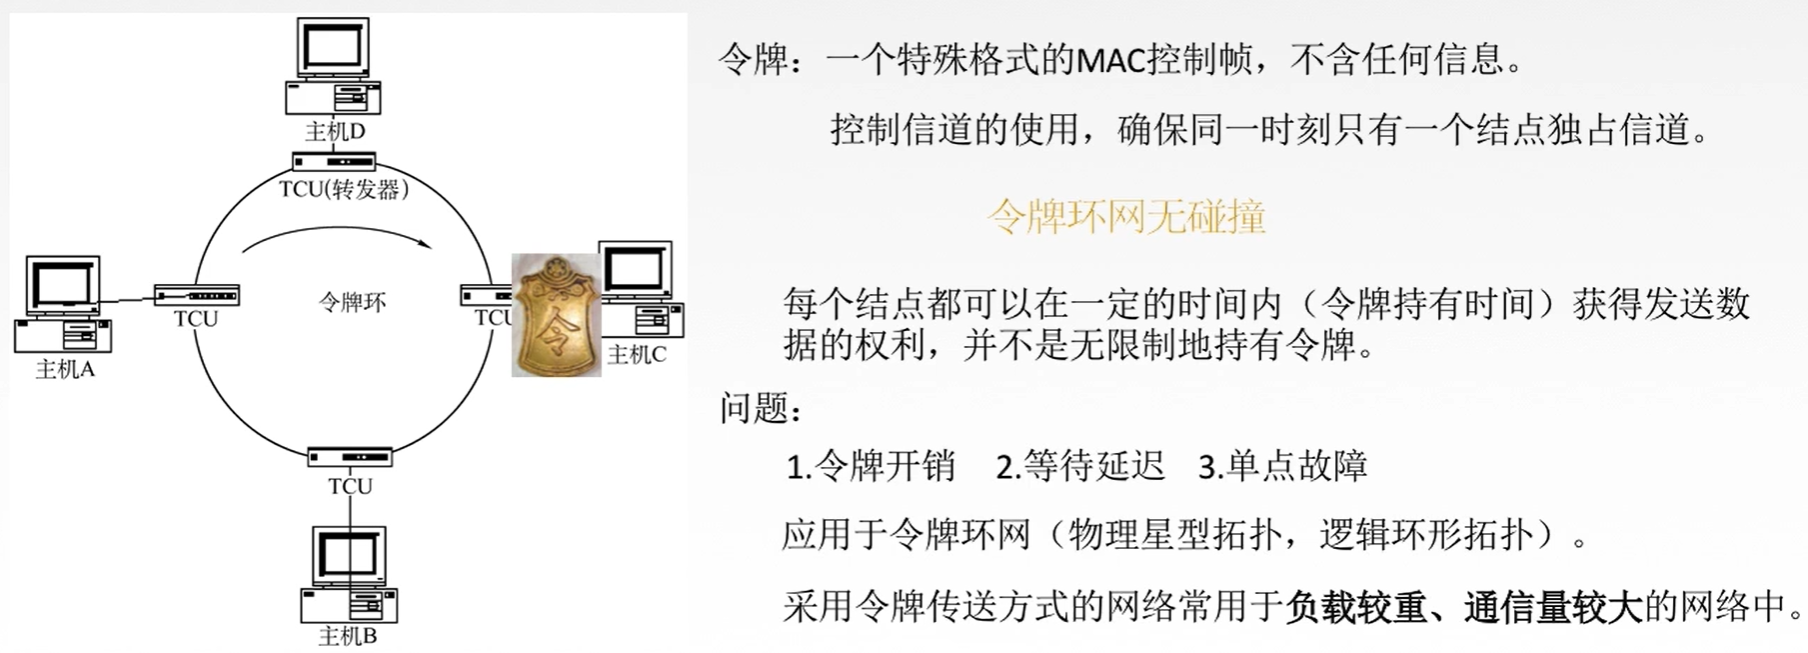 主机D
TCU(转发器)
主机A
TCU
令牌环
TCU
令
主机C
TCU
主机B
令牌：一个特殊格式的MAC控制帧，不含任何信息。
控制信道的使用，确保同一时刻只有一个结点独占信道。
令牌环网无碰撞
每个结点都可以在一定的时间内（令牌持有时间）获得发送数
据的权利，并不是无限制地持有令牌。
问题：
1.令牌开销 2.等待延迟 3.单点故障
应用于令牌环网（物理星型拓扑，逻辑环形拓扑）。
采用令牌传送方式的网络常用于负载较重、通信量较大的网络中。